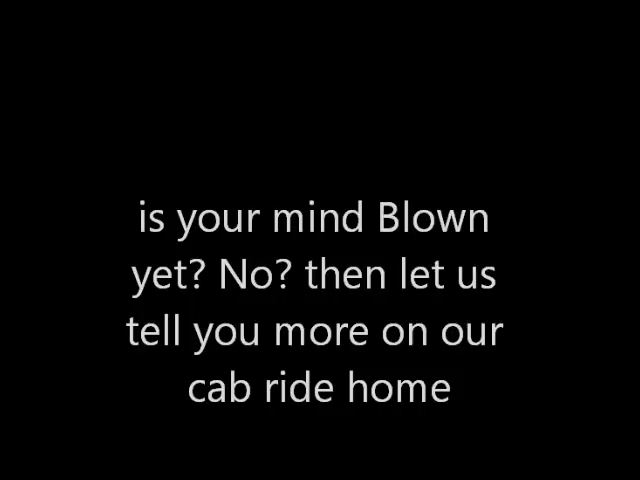 is your mind Blown
yet? No? then let us
tell you more on our
cab ride home